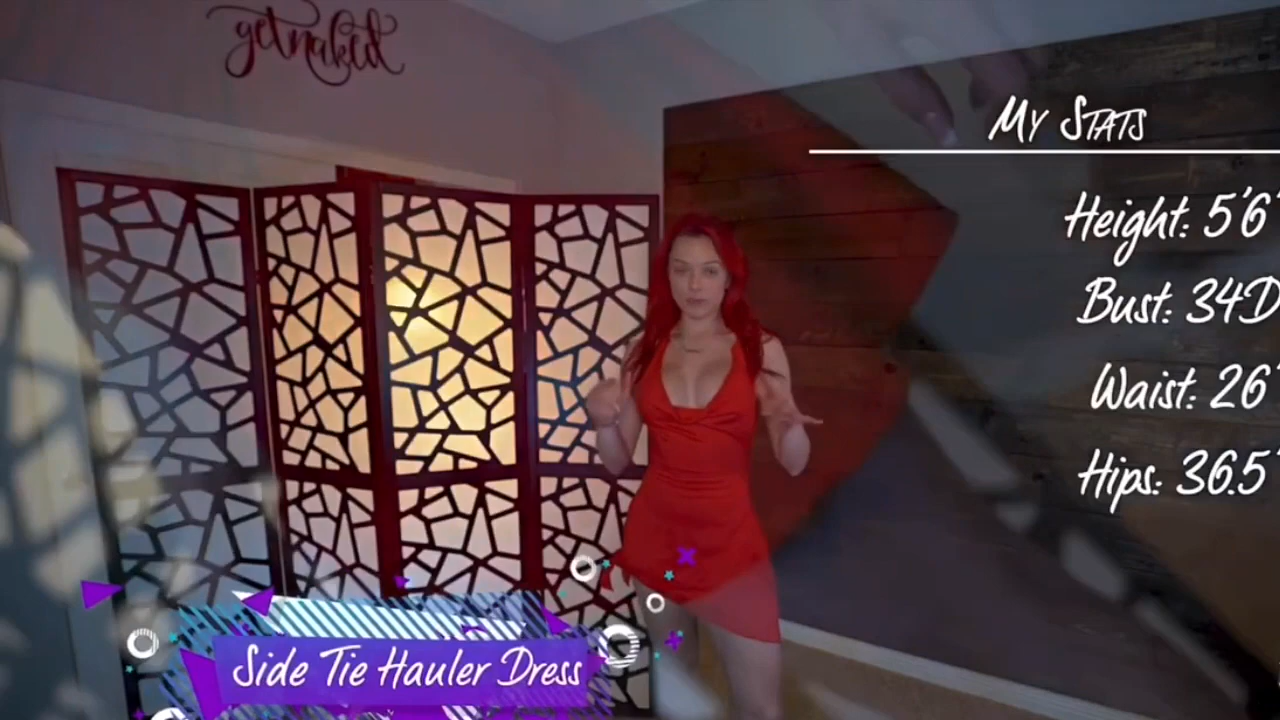 getnaked
My Stats
Height: 5'6"
Bust: 34D
Waist: 26"
Hips: 36.5"
Side Tie Hauler Dress